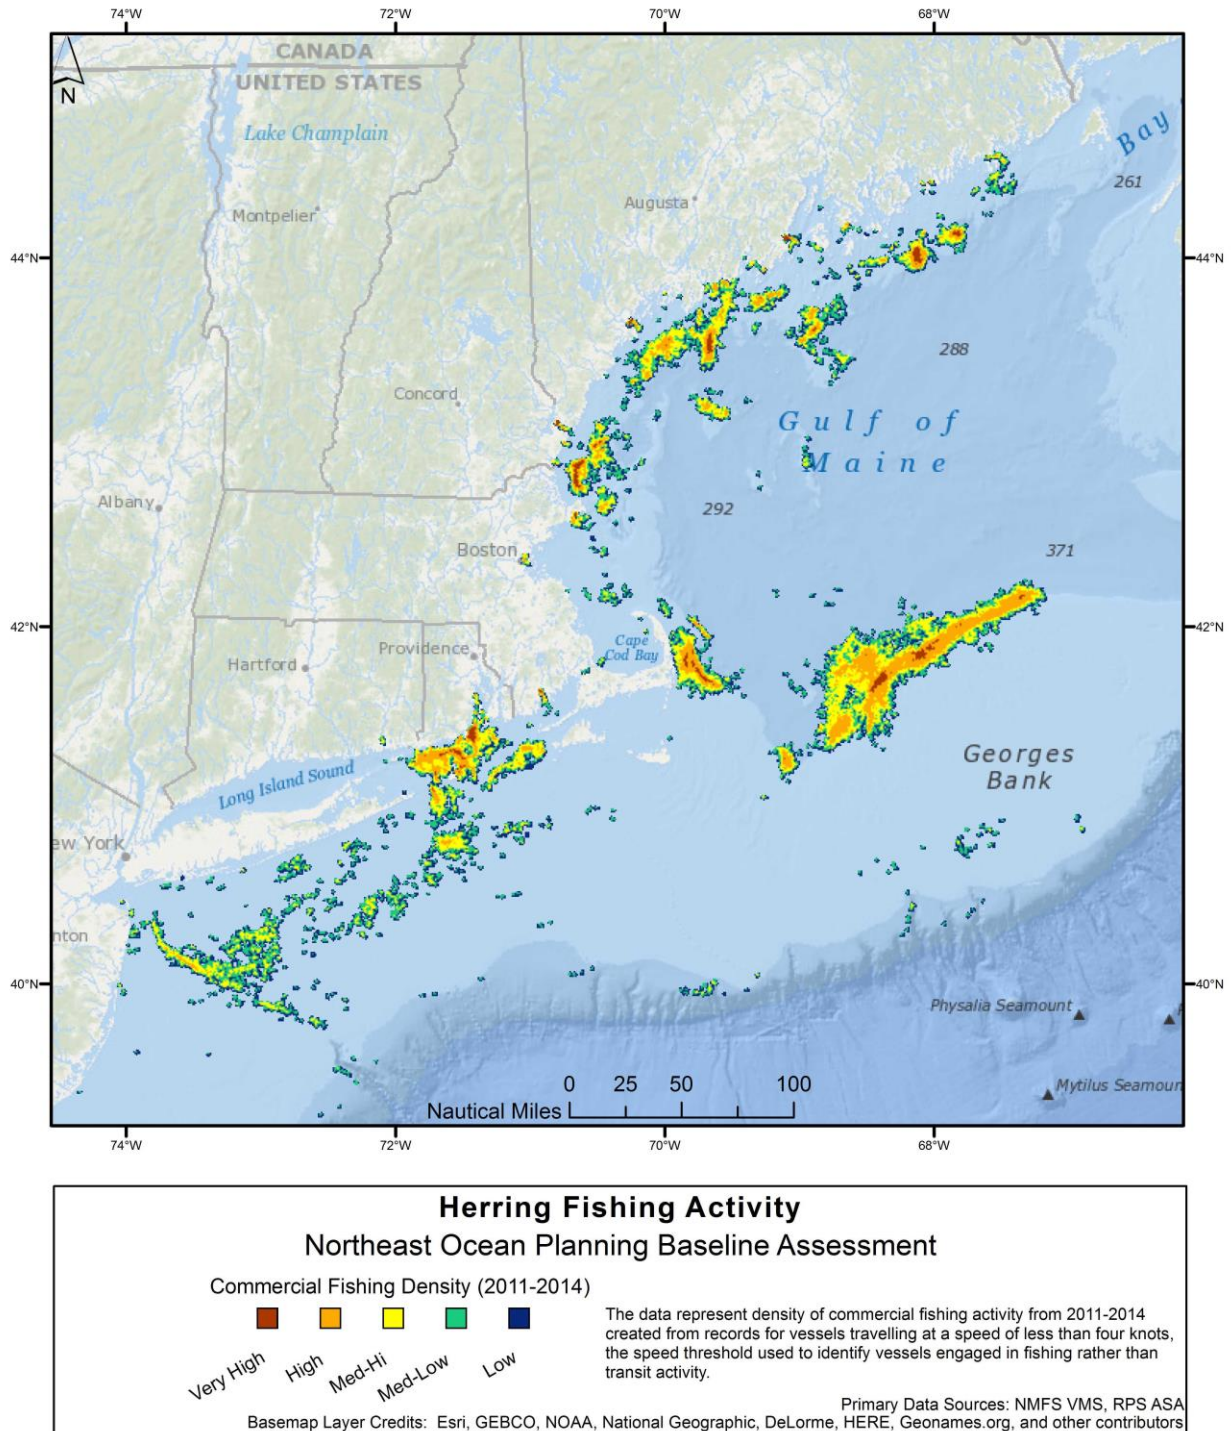 74°W 72°W 70°W 68°W
CANADA
UNITED STATES
N
Lake Champlain
Bay
261
Augusta
Montpelier
44°N 44°N
288
Concord
Gulf of
Maine
Albany
292
Boston
371
42°N 42°N
Cape
Cod Bay
Providence
Hartford
Georges
Bank
Long Island Sound
ew York
nton
40°N 40°N
Physalia Seamount
0 25 50 100
Nautical Miles
Mytilus Seamoun
74°W 72°W 70°W 68°W
Herring Fishing Activity
Northeast Ocean Planning Baseline Assessment
Commercial Fishing Density (2011-2014)
Very High High Med-Hi Med-Low Low
The data represent density of commercial fishing activity from 2011-2014
created from records for vessels travelling at a speed of less than four knots,
the speed threshold used to identify vessels engaged in fishing rather than
transit activity.
Primary Data Sources: NMFS VMS, RPS ASA
Basemap Layer Credits: Esri, GEBCO, NOAA, National Geographic, DeLorme, HERE, Geonames.org, and other contributors